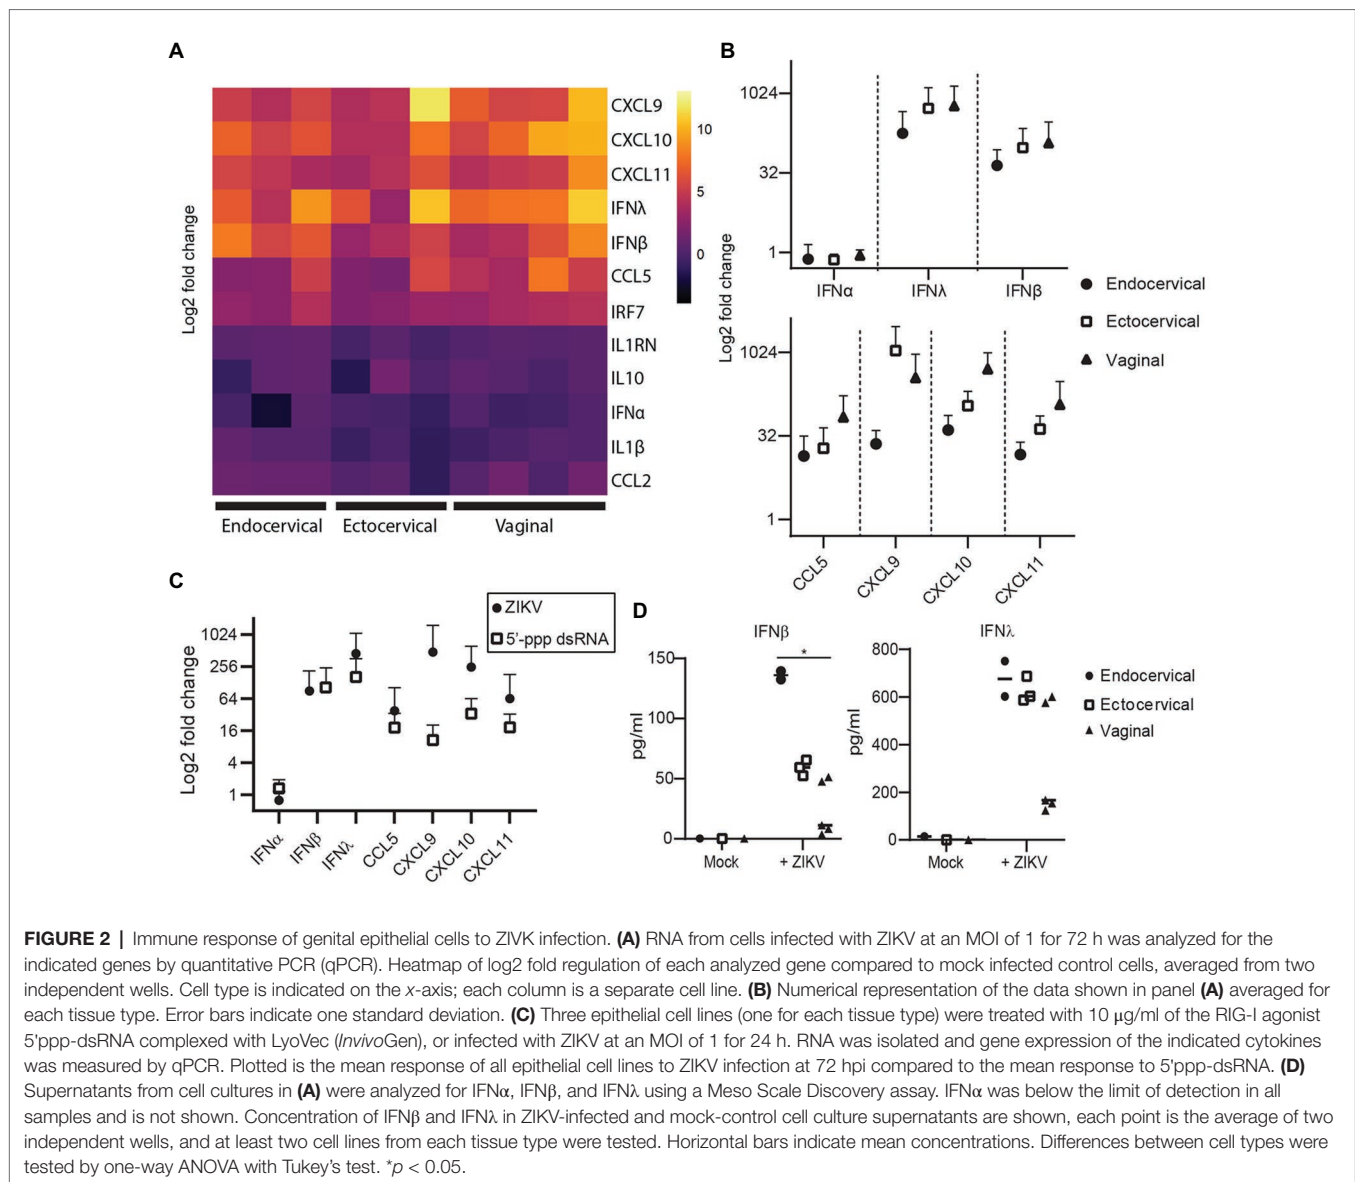 A
CXCL9
CXCL10
CXCL11
IFNλ
IFNβ
CCL5
IRF7
IL1RN
IL10
IFNα
IL1β
CCL2
10
5
0
Log2 fold change
Endocervical
Ectocervical
Vaginal
B
1024
32
1
IFNα
IFNλ
IFNβ
Log2 fold change
1024
32
1
CCL5
CXCL9
CXCL10
CXCL11
Endocervical
Ectocervical
Vaginal
C
ZIKV
5'-ppp dsRNA
Log2 fold change
1024
256
64
16
4
1
IFNα
IFNβ
IFNλ
CCL5
CXCL9
CXCL10
CXCL11
D
IFNβ
*
pg/ml
150
100
50
0
Mock
+ ZIKV
IFNλ
pg/ml
800
600
400
200
0
Mock
+ ZIKV
Endocervical
Ectocervical
Vaginal
FIGURE 2 | Immune response of genital epithelial cells to ZIVK infection. (A) RNA from cells infected with ZIKV at an MOI of 1 for 72 h was analyzed for the
indicated genes by quantitative PCR (qPCR). Heatmap of log2 fold regulation of each analyzed gene compared to mock infected control cells, averaged from two
independent wells. Cell type is indicated on the x-axis; each column is a separate cell line. (B) Numerical representation of the data shown in panel (A) averaged for
each tissue type. Error bars indicate one standard deviation. (C) Three epithelial cell lines (one for each tissue type) were treated with 10 μg/ml of the RIG-I agonist
5'ppp-dsRNA complexed with LyoVec (InvivoGen), or infected with ZIKV at an MOI of 1 for 24 h. RNA was isolated and gene expression of the indicated cytokines
was measured by qPCR. Plotted is the mean response of all epithelial cell lines to ZIKV infection at 72 hpi compared to the mean response to 5'ppp-dsRNA. (D)
Supernatants from cell cultures in (A) were analyzed for IFNα, IFNβ, and IFNλ using a Meso Scale Discovery assay. IFNα was below the limit of detection in all
samples and is not shown. Concentration of IFNβ and IFNλ in ZIKV-infected and mock-control cell culture supernatants are shown, each point is the average of two
independent wells, and at least two cell lines from each tissue type were tested. Horizontal bars indicate mean concentrations. Differences between cell types were
tested by one-way ANOVA with Tukey's test. *p < 0.05.